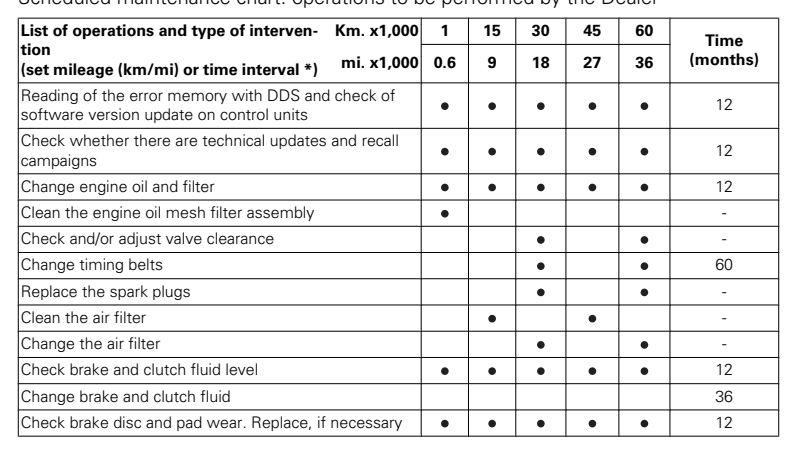 Scheduled maintenance chart: operations to be performed by the Dealer
List of operations and type of interven- Km. x1,000 1 15 30 45 60 Time
tion
(set mileage (km/mi) or time interval *) mi. x1,000 0.6 9 18 27 36 (months)
Reading of the error memory with DDS and check of
software version update on control units ● ● ● ● ● 12
Check whether there are technical updates and recall
campaigns ● ● ● ● ● 12
Change engine oil and filter ● ● ● ● ● 12
Clean the engine oil mesh filter assembly ● -
Check and/or adjust valve clearance ● ● -
Change timing belts ● ● 60
Replace the spark plugs ● ● -
Clean the air filter ● ● -
Change the air filter ● ● -
Check brake and clutch fluid level ● ● ● ● ● 12
Change brake and clutch fluid 36
Check brake disc and pad wear. Replace, if necessary ● ● ● ● ● 12